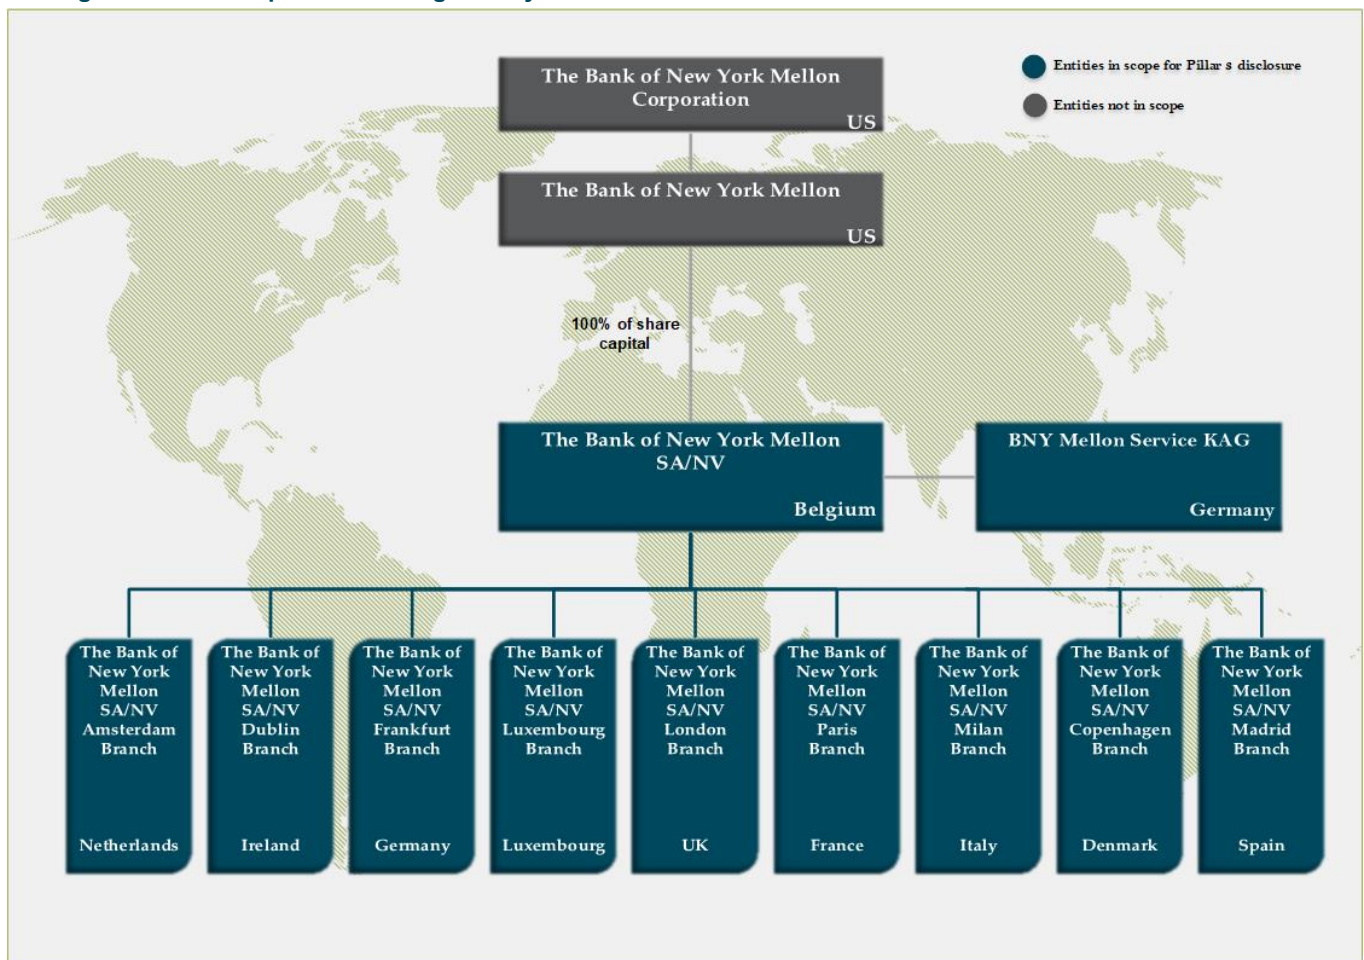 The Bank of New York Mellon
Corporation
US
Entities in scope for Pillar 3 disclosure
Entities not in scope
The Bank of New York Mellon
US
100% of share
capital
The Bank of New York Mellon
SA/NV
Belgium
BNY Mellon Service KAG
Germany
The Bank of
New York
Mellon
SA/NV
Amsterdam
Branch
Netherlands
The Bank of
New York
Mellon
SA/NV
Dublin
Branch
Ireland
The Bank of
New York
Mellon
SA/NV
Frankfurt
Branch
Germany
The Bank of
New York
Mellon
SA/NV
Luxembourg
Branch
Luxembourg
The Bank of
New York
Mellon
SA/NV
London
Branch
UK
The Bank of
New York
Mellon
SA/NV
Paris
Branch
France
The Bank of
New York
Mellon
SA/NV
Milan
Branch
Italy
The Bank of
New York
Mellon
SA/NV
Copenhagen
Branch
Denmark
The Bank of
New York
Mellon
SA/NV
Madrid
Branch
Spain